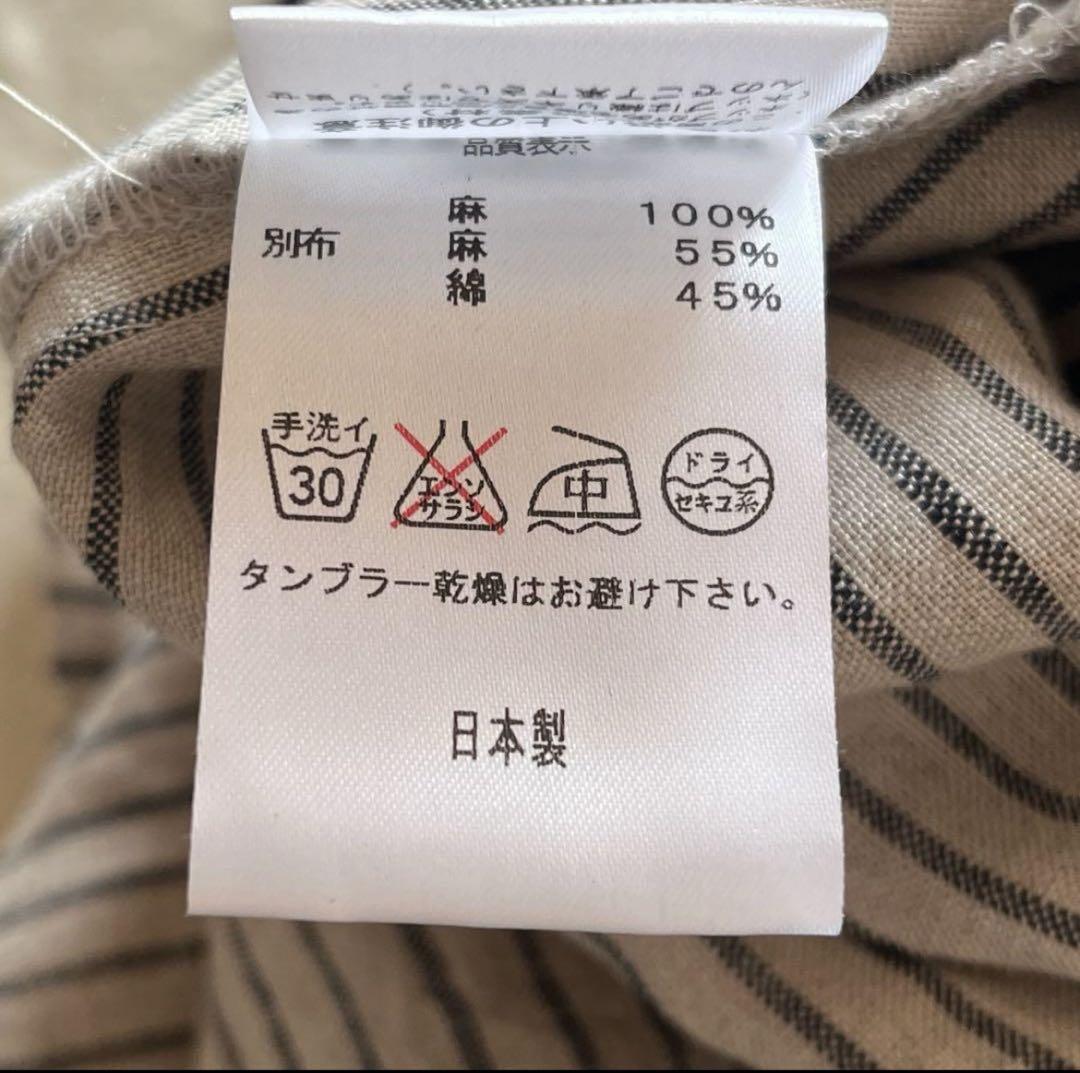 品質表示
麻 100%
別布 麻 55%
綿 45%
手洗イ
30
エンソ
サラシ
中
ドライ
セキユ系
タンブラー乾燥はお避け下さい。
日本製